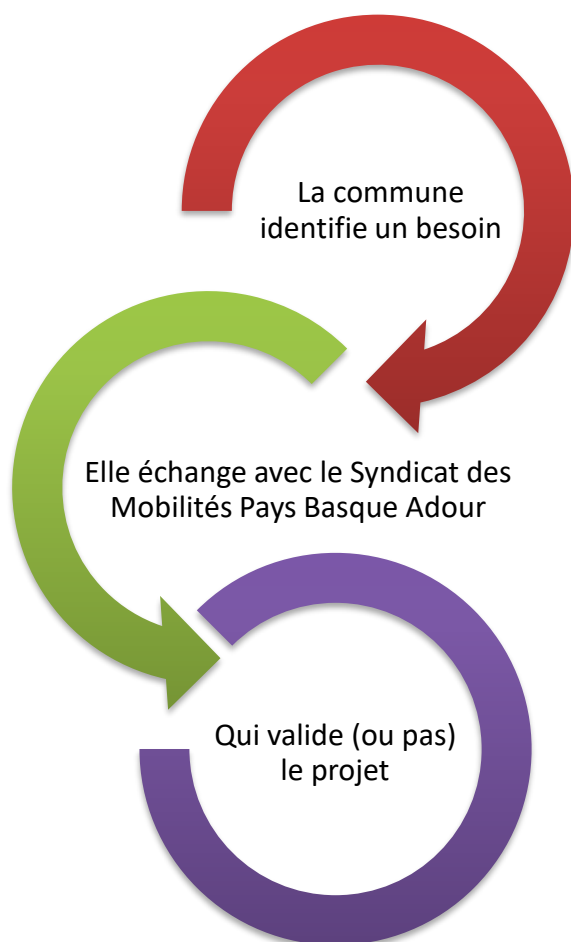 La commune
identifie un besoin
Elle échange avec le Syndicat des
Mobilités Pays Basque Adour
Qui valide (ou pas)
le projet